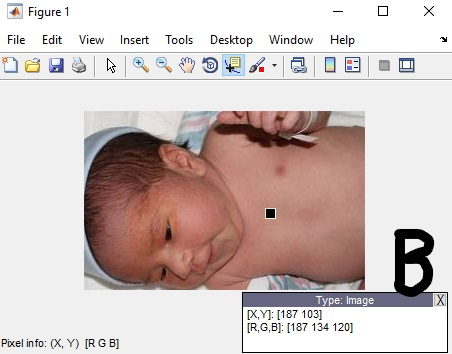 Figure 1
File Edit View Insert Tools Desktop Window Help
B
Type: Image X
[X,Y]: [187 103]
[R,G,B]: [187 134 120]
Pixel info: (X, Y) [R G B]